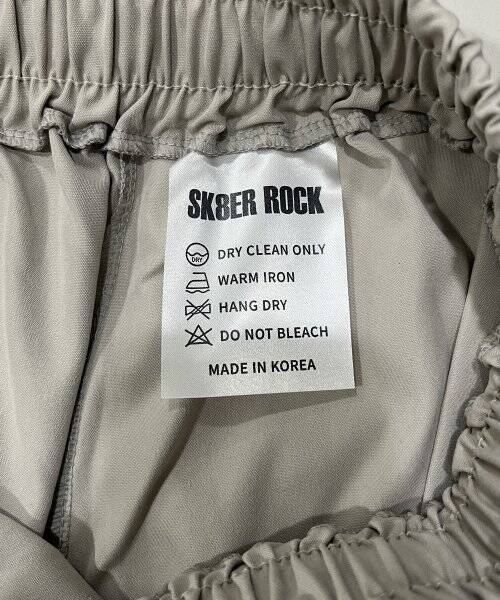 SK8ER ROCK
DRY
DRY CLEAN ONLY
WARM IRON
HANG DRY
DO NOT BLEACH
MADE IN KOREA